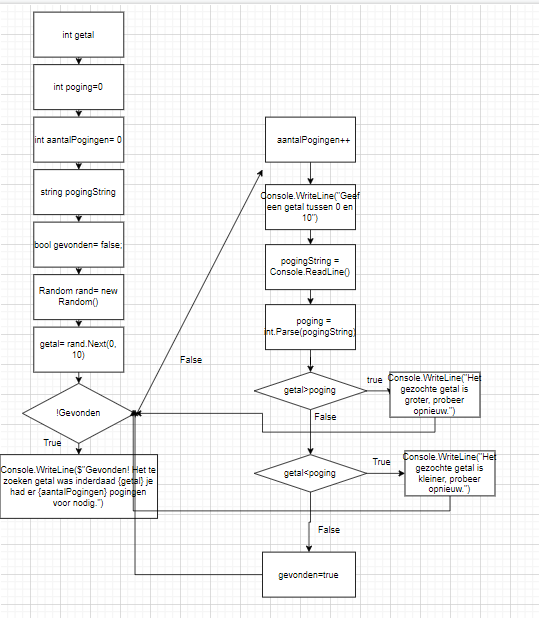 int getal
int poging=0
int aantalPogingen= 0
string pogingString
bool gevonden= false;
Random rand= new
Random()
getal= rand.Next(0,
10)
!Gevonden
True
Console.WriteLine($"Gevonden! Het te
zoeken getal was inderdaad {getal} je
had er {aantalPogingen} pogingen
voor nodig.")
False
aantalPogingen++
Console.WriteLine("Geef
een getal tussen 0 en
10")
pogingString =
Console.ReadLine()
poging =
int.Parse(pogingString)
getal>poging
true
Console.WriteLine("Het
gezochte getal is
groter, probeer
opnieuw.")
False
getal<poging
True
Console.WriteLine("Het
gezochte getal is
kleiner, probeer
opnieuw.")
False
gevonden=true